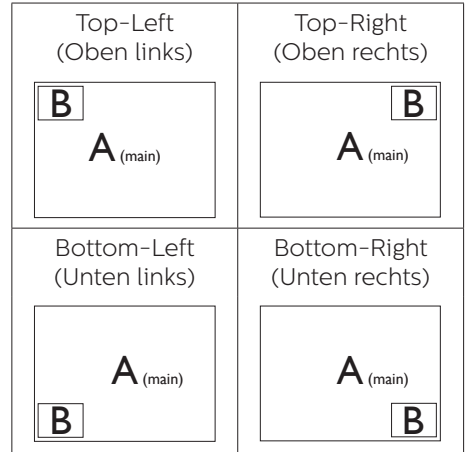 Top-Left
(Oben links)
B
A (main)
Top-Right
(Oben rechts)
B
A (main)
Bottom-Left
(Unten links)
A (main)
B
Bottom-Right
(Unten rechts)
A (main)
B